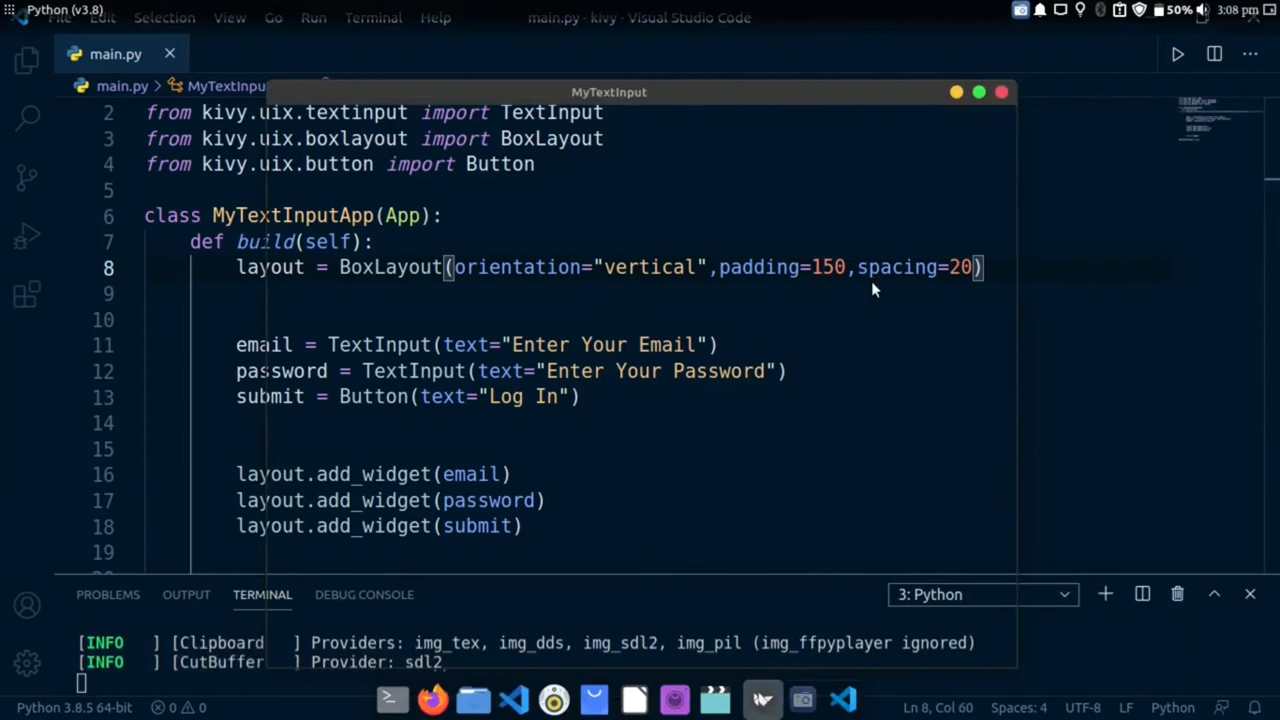 Python (v3.8)
50%
3:08 pm
File Edit Selection View Go Run Terminal Help
main.py - kivy - Visual Studio Code
main.py
main.py > MyTextInpu
MyTextInput
2 from kivy.uix.textinput import TextInput
3 from kivy.uix.boxlayout import BoxLayout
4 from kivy.uix.button import Button
5
6 class MyTextInputApp(App):
7 def build(self):
8 layout = BoxLayout(orientation="vertical",padding=150,spacing=20)
9
10
11 email = TextInput(text="Enter Your Email")
12 password = TextInput(text="Enter Your Password")
13 submit = Button(text="Log In")
14
15
16 layout.add_widget(email)
17 layout.add_widget(password)
18 layout.add_widget(submit)
19
PROBLEMS OUTPUT TERMINAL DEBUG CONSOLE 3: Python
[INFO ] [Clipboard ] Providers: img_tex, img_dds, img_sdl2, img_pil (img_ffpyplayer ignored)
[INFO ] [CutBuffer ] Provider: sdl2
Python 3.8.5 64-bit 0 0 Ln 8, Col 60 Spaces: 4 UTF-8 LF Python